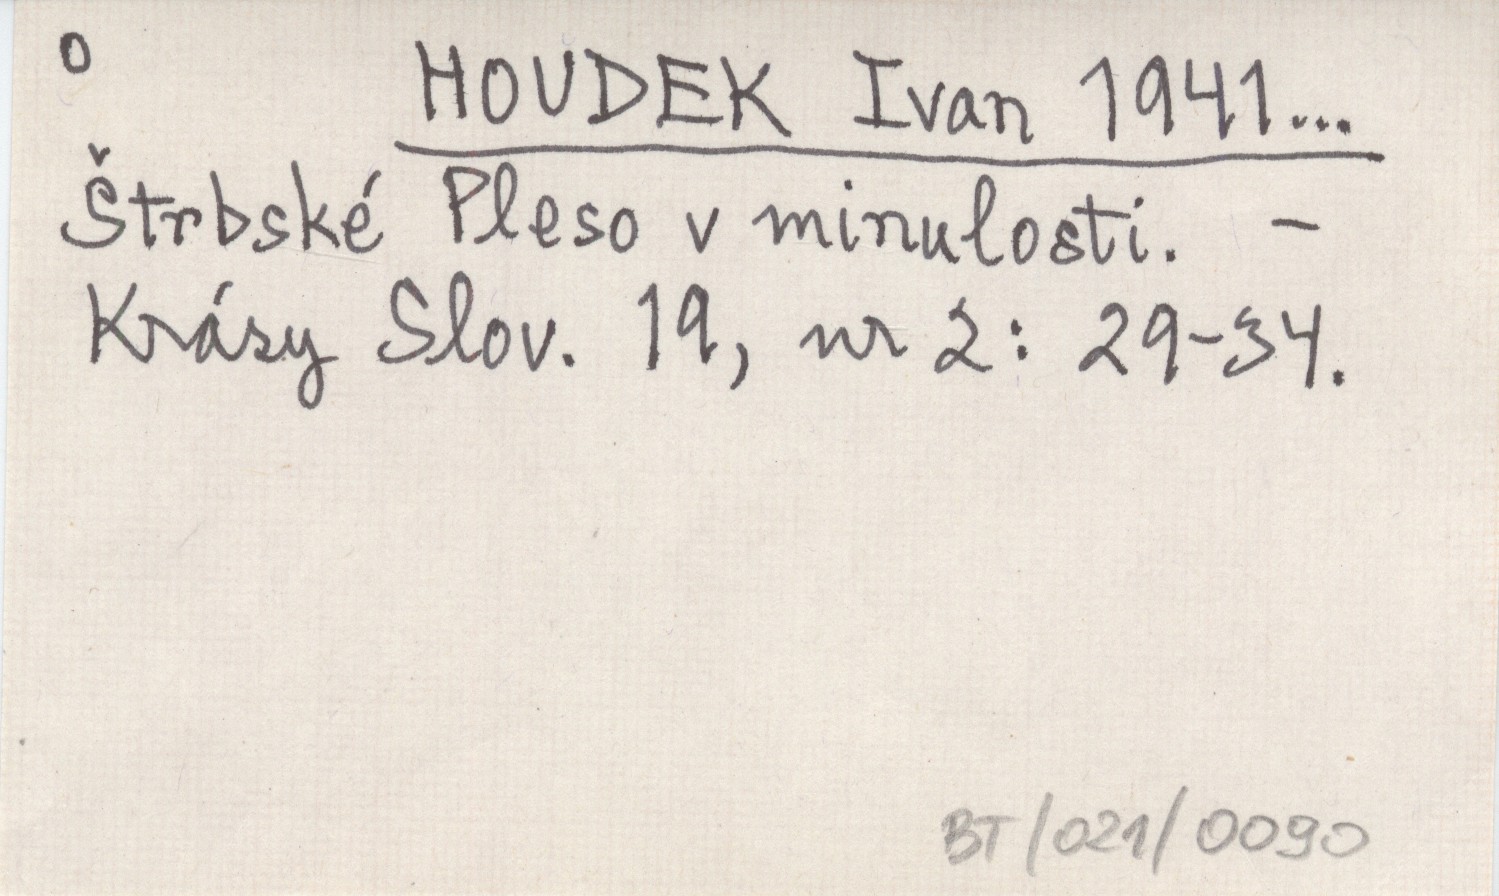 o
HOUDEK Ivan 1941...
Štrbské Pleso v minulosti. –
Krásy Slov. 19, nr 2: 29-34.
BT/021/0090